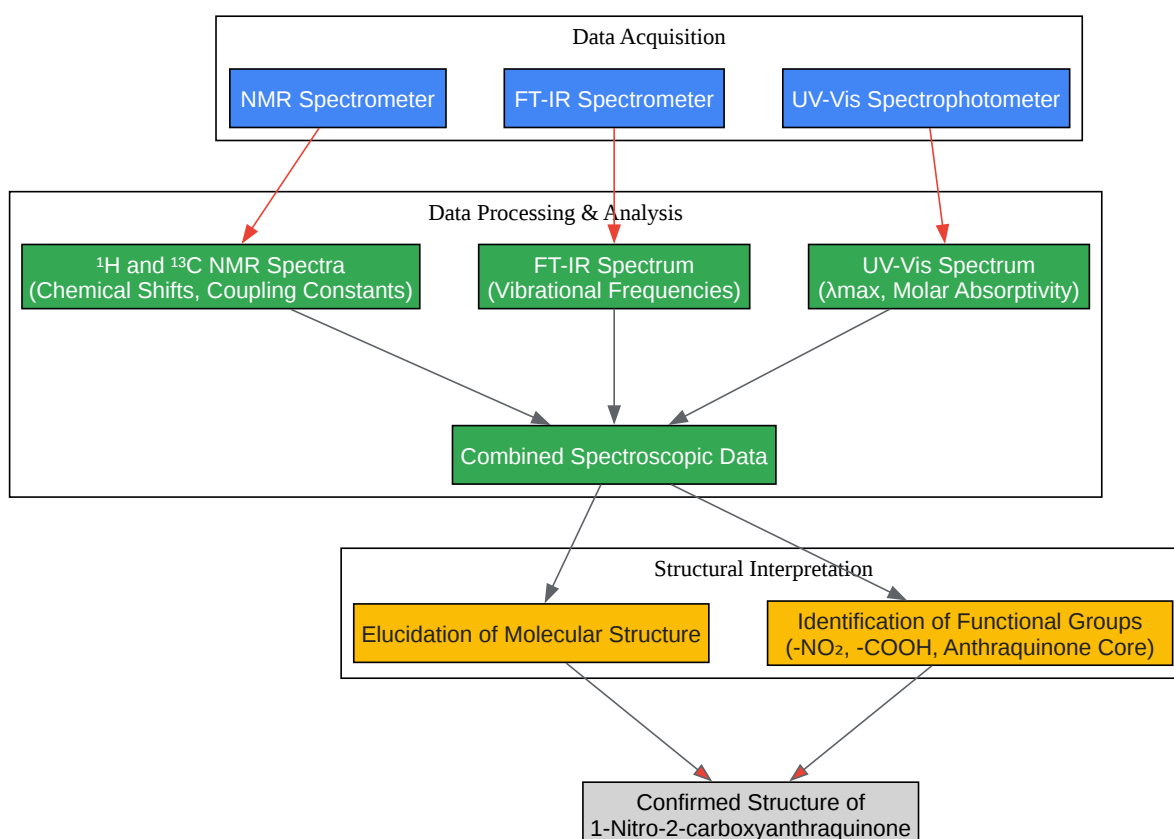 Data Acquisition
NMR Spectrometer
FT-IR Spectrometer
UV-Vis Spectrophotometer
Data Processing & Analysis
¹H and ¹³C NMR Spectra
(Chemical Shifts, Coupling Constants)
FT-IR Spectrum
(Vibrational Frequencies)
UV-Vis Spectrum
(λmax, Molar Absorptivity)
Combined Spectroscopic Data
Structural Interpretation
Elucidation of Molecular Structure
Identification of Functional Groups
(-NO₂, -COOH, Anthraquinone Core)
Confirmed Structure of
1-Nitro-2-carboxyanthraquinone